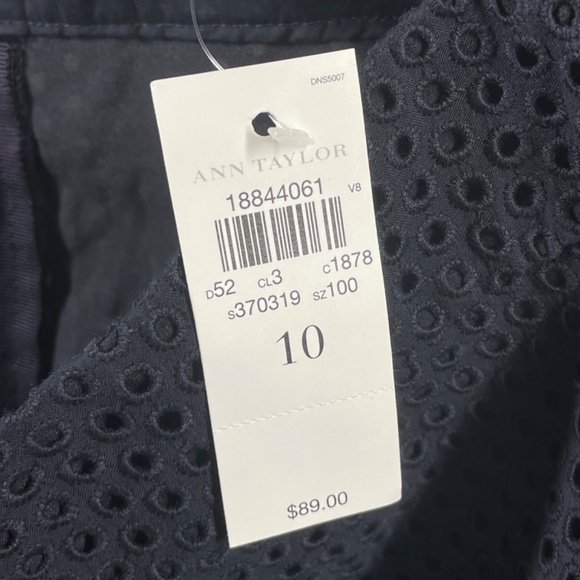 DNS5007
ANN TAYLOR
18844061 V8
D52 CL3 C1878
S370319 SZ100
10
$89.00